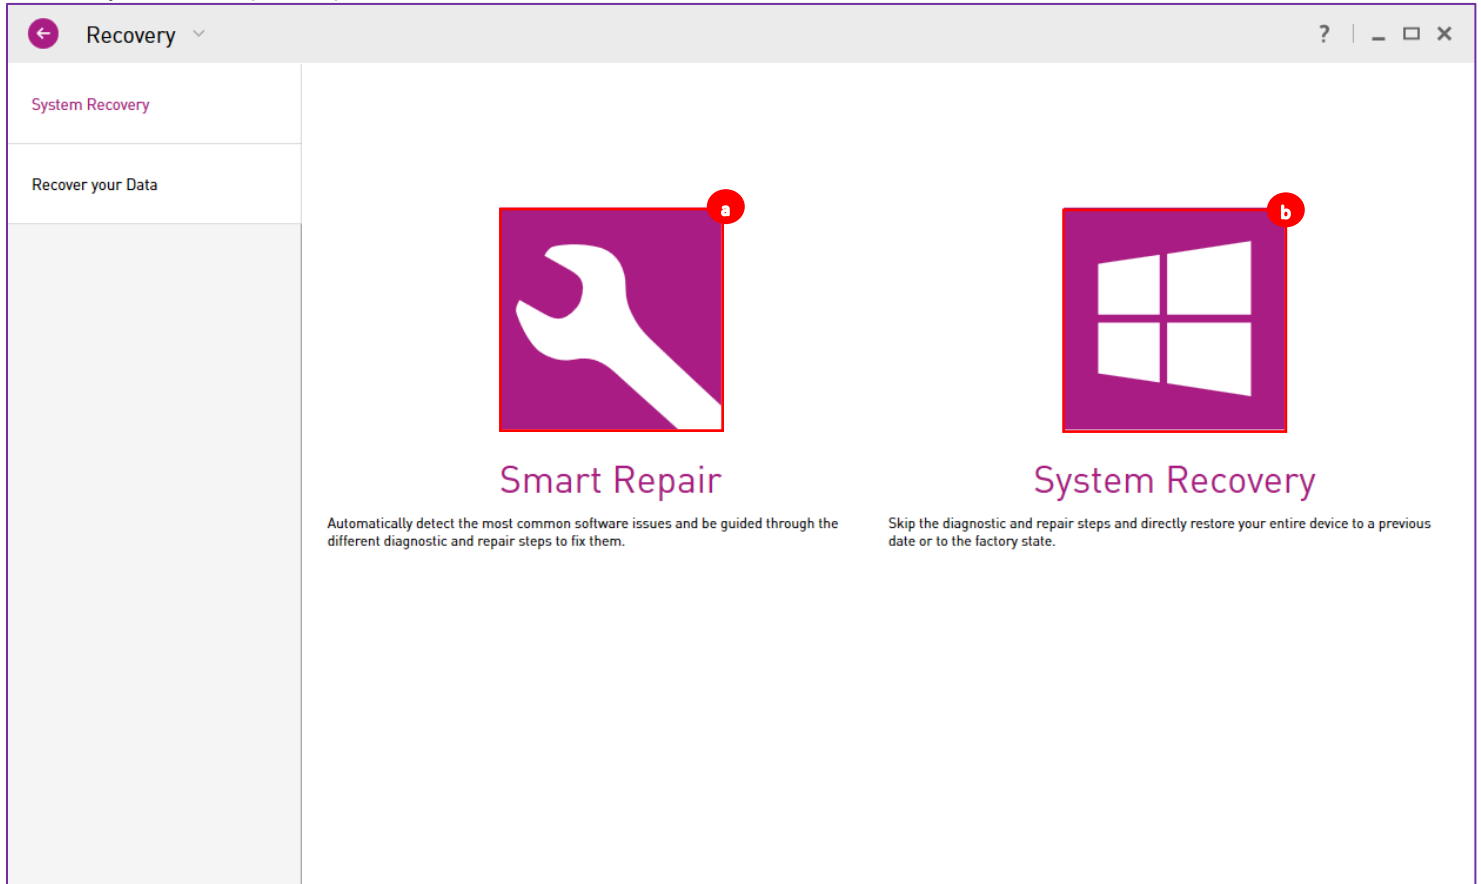 Recovery
?
System Recovery
Recover your Data
a
b
Smart Repair
System Recovery
Automatically detect the most common software issues and be guided through the
different diagnostic and repair steps to fix them.
Skip the diagnostic and repair steps and directly restore your entire device to a previous
date or to the factory state.